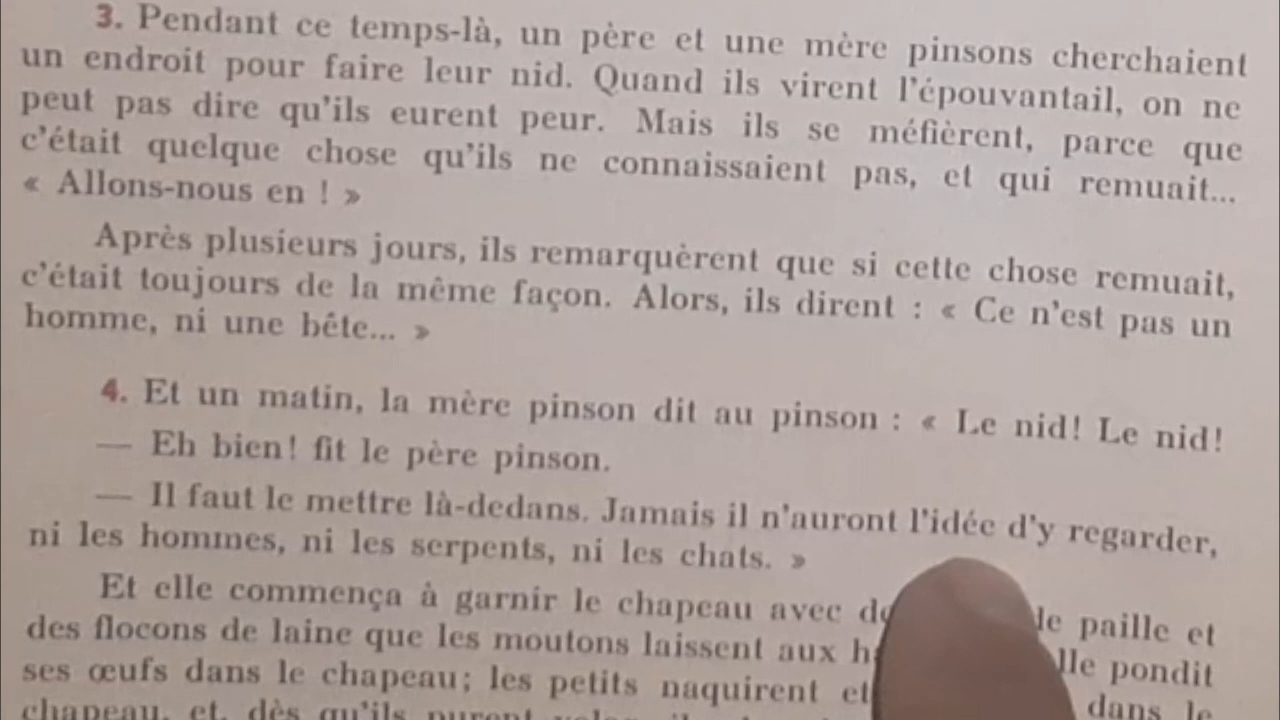 3. Pendant ce temps-là, un père et une mère pinsons cherchaient
un endroit pour faire leur nid. Quand ils virent l'épouvantail, on ne
peut pas dire qu'ils eurent peur. Mais ils se méfièrent, parce que
c'était quelque chose qu'ils ne connaissaient pas, et qui remuait...
« Allons-nous en ! »
Après plusieurs jours, ils remarquèrent que si cette chose remuait,
c'était toujours de la même façon. Alors, ils dirent : « Ce n'est pas un
homme, ni une bête... »
4. Et un matin, la mère pinson dit au pinson : « Le nid! Le nid!
— Eh bien! fit le père pinson.
— Il faut le mettre là-dedans. Jamais il n'auront l'idée d'y regarder,
ni les hommes, ni les serpents, ni les chats. »
Et elle commença à garnir le chapeau avec de paille et
des flocons de laine que les moutons laissent aux pondit
ses œufs dans le chapeau; les petits naquirent et dans le
chapeau, et, dès qu'ils purent